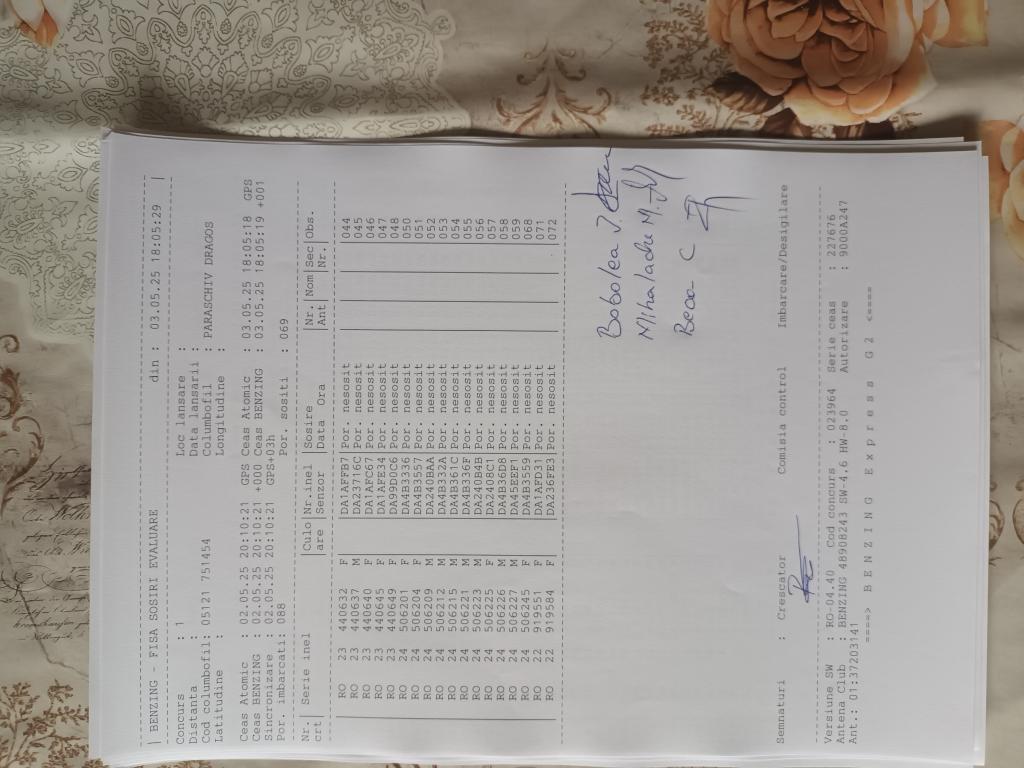 | BENZING - FISA SOSIRI EVALUARE din : 03.05.25 18:05:29 |
Concurs : 1 Loc lansare :
Distanta : Data lansarii :
Cod columbofil: 05121 751454 Columbofil : PARASCHIV DRAGOS
Latitudine : Longitudine :
Ceas Atomic : 02.05.25 20:10:21 GPS Ceas Atomic : 03.05.25 18:05:18 GPS
Ceas BENZING : 02.05.25 20:10:21 +000 Ceas BENZING : 03.05.25 18:05:19 +001
Sincronizare : 02.05.25 20:10:21 GPS+03h
Por. imbarcati: 088 Por. sositi : 069
Nr.| Serie inel |Culo|Nr.inel |Sosire |Nr.|Nom|Sec|Obs.
crt| |are |Senzor |Data Ora |Ant| |Nr.|
RO 23 440632 F |DA1AFFB7|Por. nesosit 044
RO 23 440637 M |DA23716C|Por. nesosit 045
RO 23 440640 F |DA1AFC67|Por. nesosit 046
RO 23 440645 F |DA1AFE34|Por. nesosit 047
RO 23 440649 F |DA29D0C6|Por. nesosit 048
RO 24 506201 F |DA4B3336|Por. nesosit 050
RO 24 506204 F |DA4B3557|Por. nesosit 051
RO 24 506209 M |DA240BAA|Por. nesosit 052
RO 24 506212 M |DA4B332A|Por. nesosit 053
RO 24 506215 M |DA4B361C|Por. nesosit 054
RO 24 506221 M |DA4B336F|Por. nesosit 055
RO 24 506223 M |DA240B4B|Por. nesosit 056
RO 24 506225 F |DA2408C1|Por. nesosit 057
RO 24 506226 M |DA4B36D8|Por. nesosit 058
RO 24 506227 M |DA45EEF1|Por. nesosit 059
RO 24 506245 F |DA4B3559|Por. nesosit 068
RO 22 919551 F |DA1AFD31|Por. nesosit 071
RO 22 919584 F |DA236FE3|Por. nesosit 072
Bobolea J.
Mihalache M.
C
Semnaturi : Crescator Comisia control Imbarcare/Desigilare
Versiune SW : RO-04.40 Cod concurs : 023964 Serie ceas : 227676
Antena Club : BENZING 48908243 SW-4.6 HW-8.0 Autorizare : 9000A247
Ant.: 01:37203141
====> B E N Z I N G E x p r e s s G 2 <====